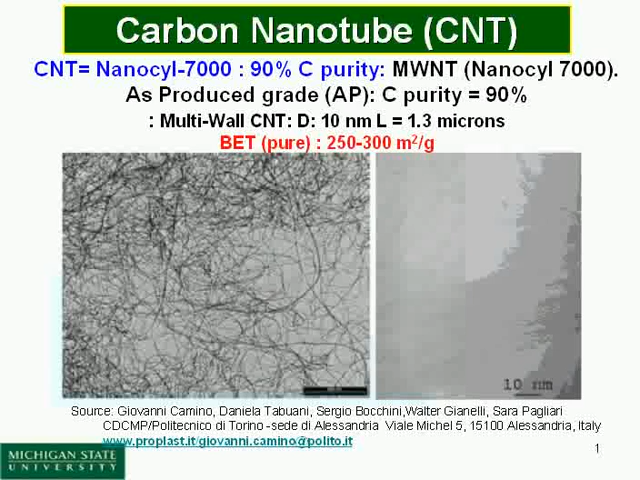 Carbon Nanotube (CNT)
CNT= Nanocyl-7000 : 90% C purity: MWNT (Nanocyl 7000).
As Produced grade (AP): C purity = 90%
: Multi-Wall CNT: D: 10 nm L = 1.3 microns
BET (pure) : 250-300 m²/g
10 nm
Source: Giovanni Camino, Daniela Tabuani, Sergio Bocchini,Walter Gianelli, Sara Pagliari
CDCMP/Politecnico di Torino -sede di Alessandria Viale Michel 5, 15100 Alessandria, Italy
www.proplast.it/giovanni.camino@polito.it
1
MICHIGAN STATE
UNIVERSITY